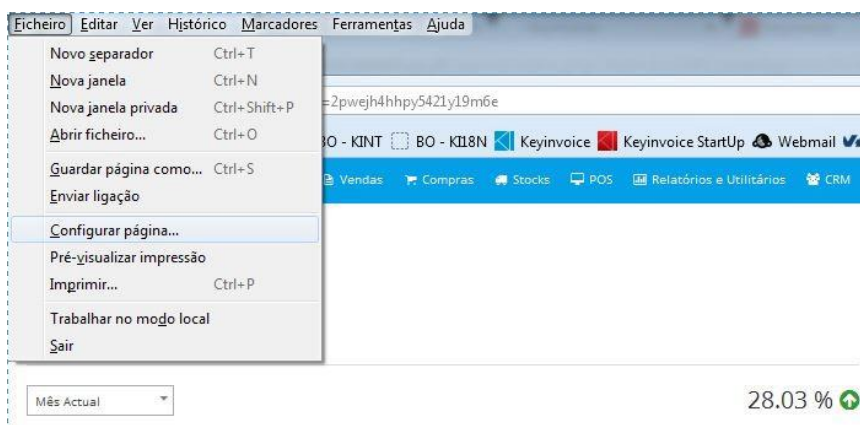 Ficheiro Editar Ver Histórico Marcadores Ferramentas Ajuda
Novo separador Ctrl+T
Nova janela Ctrl+N
Nova janela privada Ctrl+Shift+P
Abrir ficheiro... Ctrl+O
Guardar página como... Ctrl+S
Enviar ligação
Configurar página...
Pré-visualizar impressão
Imprimir... Ctrl+P
Trabalhar no modo local
Sair
=2pwejh4hhpy5421y19m6e
BO - KINT BO - KI18N Keyinvoice Keyinvoice StartUp Webmail
Vendas Compras Stocks POS Relatórios e Utilitários CRM
Mês Actual 28.03 %